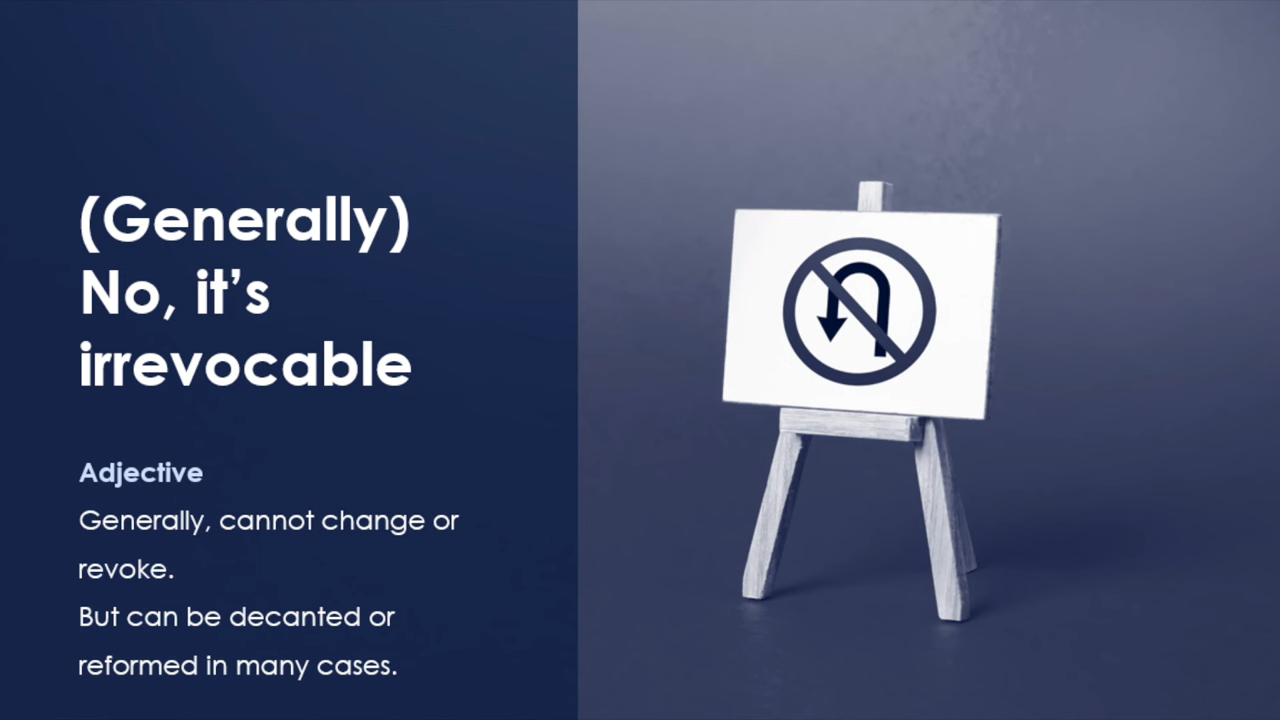 (Generally)
No, it’s
irrevocable
Adjective
Generally, cannot change or
revoke.
But can be decanted or
reformed in many cases.